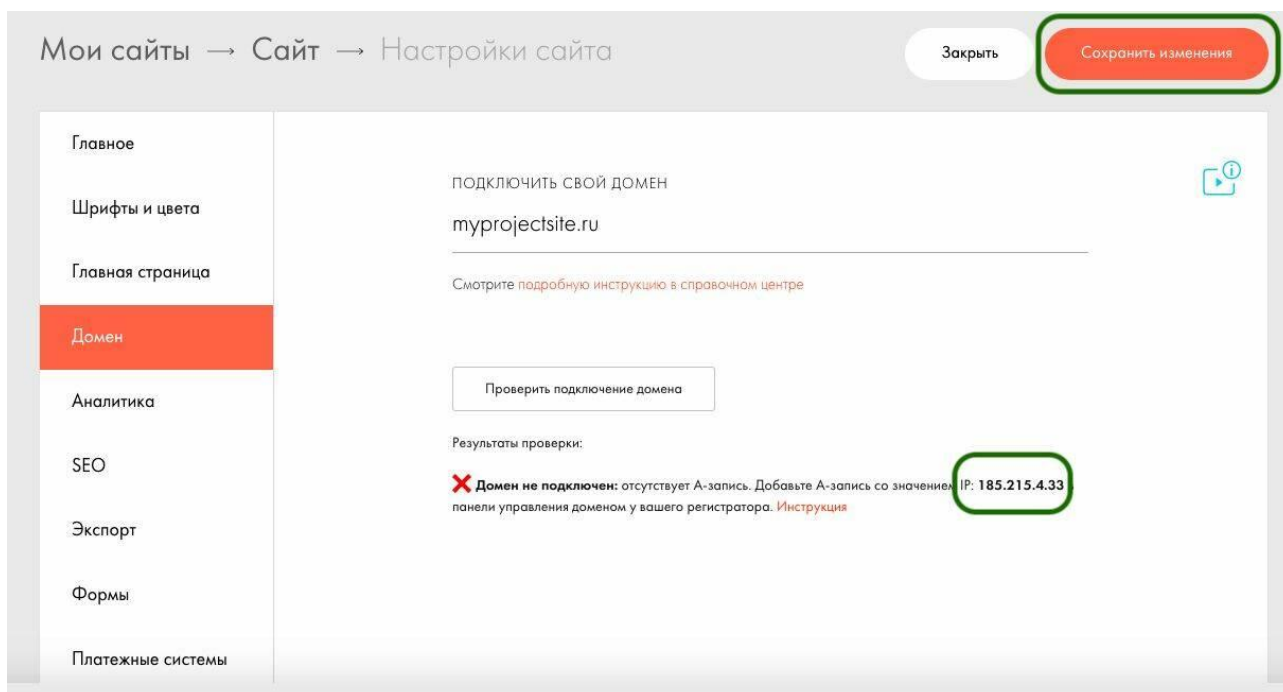 Мои сайты → Сайт → Настройки сайта
Закрыть
Сохранить изменения
Главное
Шрифты и цвета
Главная страница
Домен
Аналитика
SEO
Экспорт
Формы
Платежные системы
ПОДКЛЮЧИТЬ СВОЙ ДОМЕН
myprojectsite.ru
Смотрите подробную инструкцию в справочном центре
Проверить подключение домена
Результаты проверки:
Домен не подключен: отсутствует А-запись. Добавьте А-запись со значением IP: 185.215.4.33
панели управления доменом у вашего регистратора. Инструкция